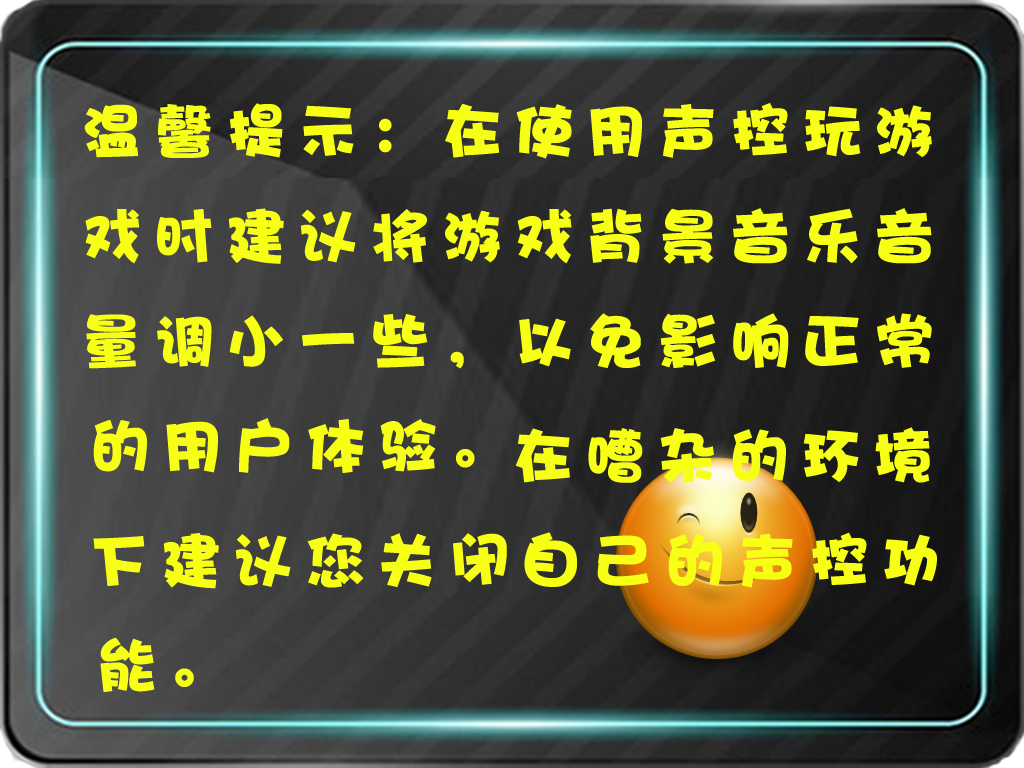 温馨提示：在使用声控玩游
戏时建议将游戏背景音乐音
量调小一些，以免影响正常
的用户体验。在嘈杂的环境
下建议您关闭自己的声控功
能。